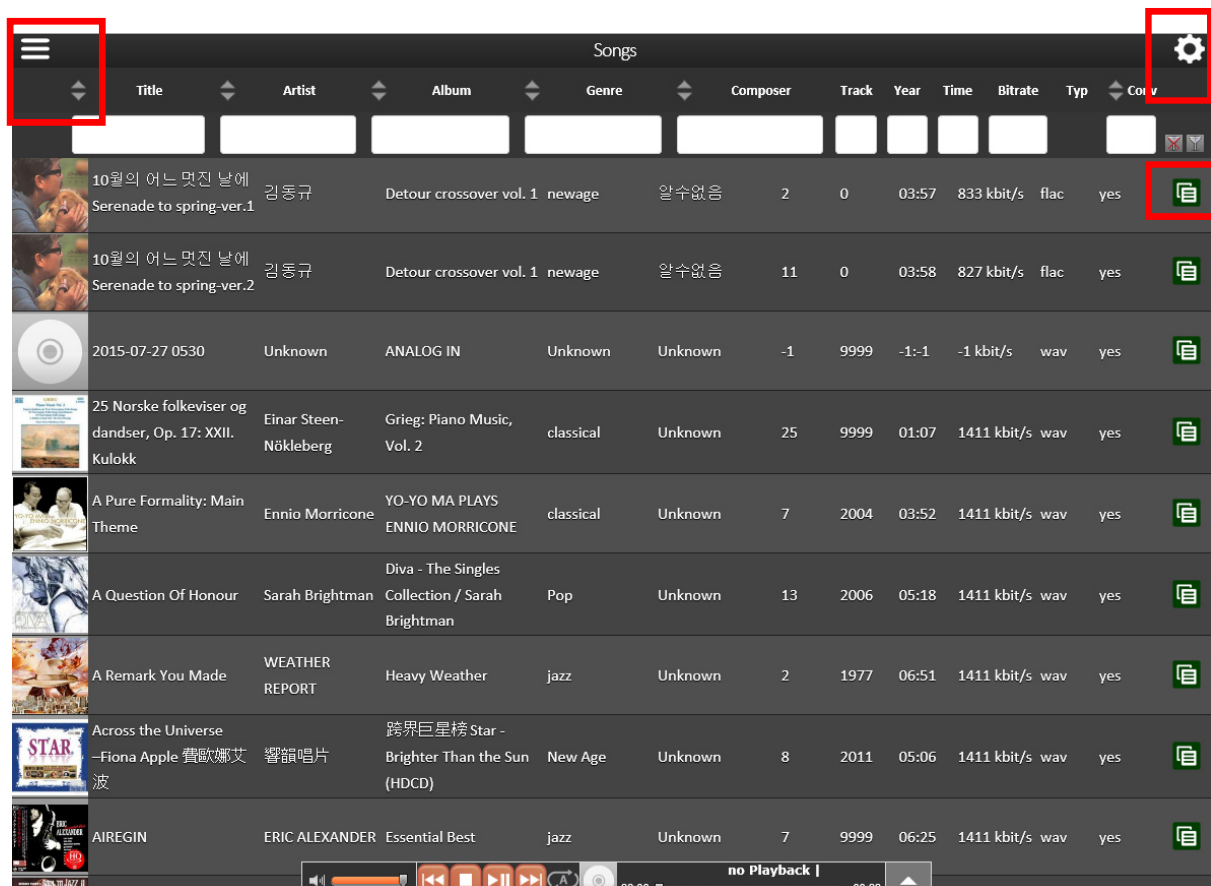 Songs
Title Artist Album Genre Composer Track Year Time Bitrate Typ Conv
10월의 어느 멋진 날에
Serenade to spring-ver.1
김동규
Detour crossover vol. 1
newage
알수없음
2
0
03:57
833 kbit/s
flac
yes
10월의 어느 멋진 날에
Serenade to spring-ver.2
김동규
Detour crossover vol. 1
newage
알수없음
11
0
03:58
827 kbit/s
flac
yes
2015-07-27 0530
Unknown
ANALOG IN
Unknown
Unknown
-1
9999
-1:-1
-1 kbit/s
wav
yes
25 Norske folkeviser og
dandser, Op. 17: XXII.
Kulokk
Einar Steen-
Nökleberg
Grieg: Piano Music,
Vol. 2
classical
Unknown
25
9999
01:07
1411 kbit/s
wav
yes
A Pure Formality: Main
Theme
Ennio Morricone
YO-YO MA PLAYS
ENNIO MORRICONE
classical
Unknown
7
2004
03:52
1411 kbit/s
wav
yes
DIVA
A Question Of Honour
Sarah Brightman
Diva - The Singles
Collection / Sarah
Brightman
Pop
Unknown
13
2006
05:18
1411 kbit/s
wav
yes
A Remark You Made
WEATHER
REPORT
Heavy Weather
jazz
Unknown
2
1977
06:51
1411 kbit/s
wav
yes
STAR
Across the Universe
–Fiona Apple 費歐娜艾
波
響韻唱片
跨界巨星榜 Star -
Brighter Than the Sun
(HDCD)
New Age
Unknown
8
2011
05:06
1411 kbit/s
wav
yes
ERIC
ALEXANDER
HQ
AIREGIN
ERIC ALEXANDER
Essential Best
jazz
Unknown
7
9999
06:25
1411 kbit/s
wav
yes
A
no Playback |